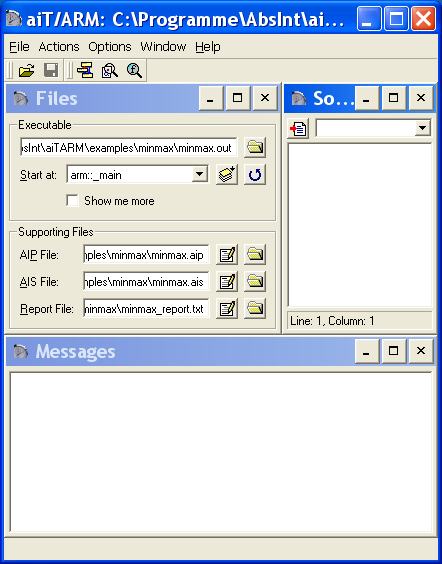 aiT/ARM: C:\Programme\AbsInt\ai...
File Actions Options Window Help
Files
So...
Executable
ısInt\aiTARM\examples\minmax\minmax.out
Start at: arm::_main
Show me more
Supporting Files
AIP File: nples\minmax\minmax.aip
AIS File: nples\minmax\minmax.ais
Report File: ninmax\minmax_report.txt
Line: 1, Column: 1
Messages